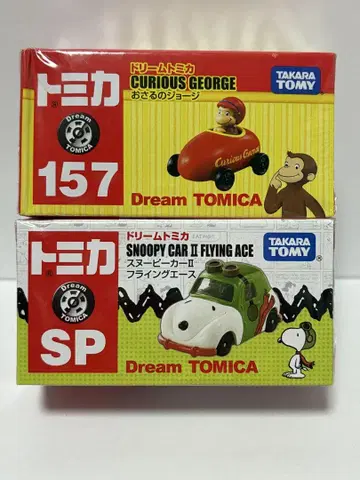 トミカ
Dream
TOMICA
157
ドリームトミカ
CURIOUS GEORGE
おさるのジョージ
TAKARA
TOMY
Curious George
Dream TOMICA
トミカ
Dream
TOMICA
SP
ドリームトミカ
SNOOPY CAR II FLYING ACE
スヌーピーカーII
フライングエース
TAKARA
TOMY
Dream TOMICA